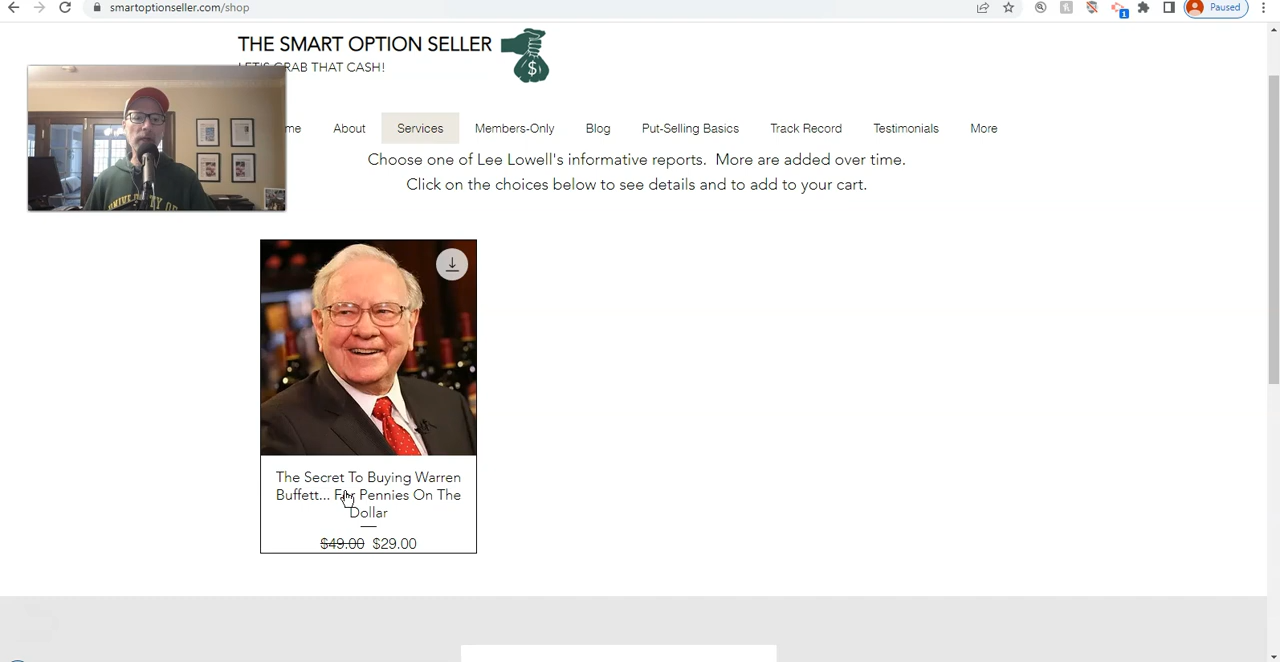 smartoptionseller.com/shop
1
Paused
THE SMART OPTION SELLER
LET'S GRAB THAT CASH!
$
me
About
Services
Members-Only
Blog
Put-Selling Basics
Track Record
Testimonials
More
Choose one of Lee Lowell's informative reports. More are added over time.
Click on the choices below to see details and to add to your cart.
The Secret To Buying Warren
Buffett... For Pennies On The
Dollar
$49.00 $29.00